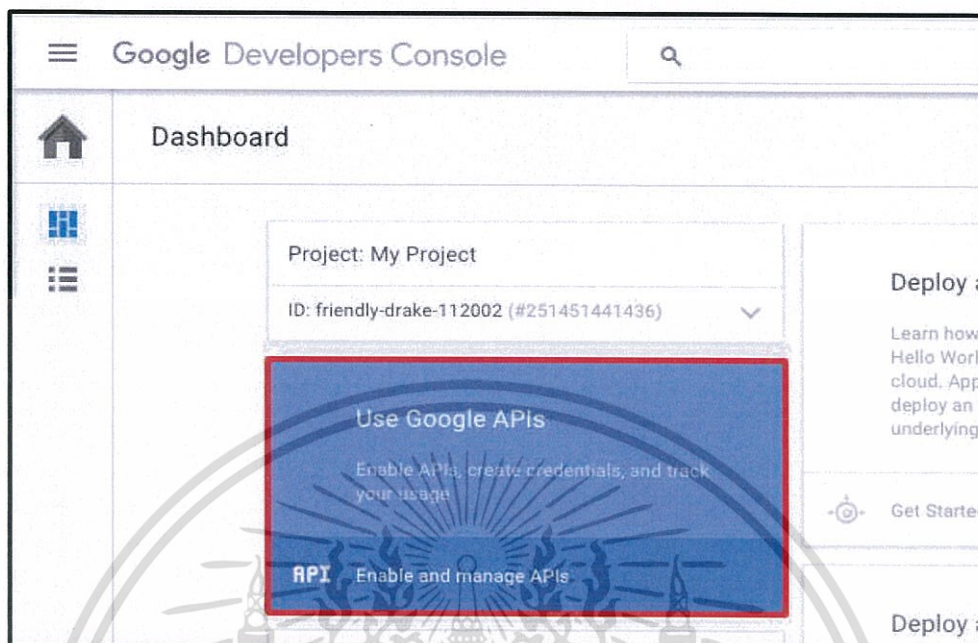 Google Developers Console
Dashboard
Project: My Project
ID: friendly-drake-112002 (#251451441436)
Use Google APIs
Enable APIs, create credentials, and track
your usage
API Enable and manage APIs
Deploy a
Learn how
Hello Worl
cloud. App
deploy an
underlying
Get Starte
Deploy